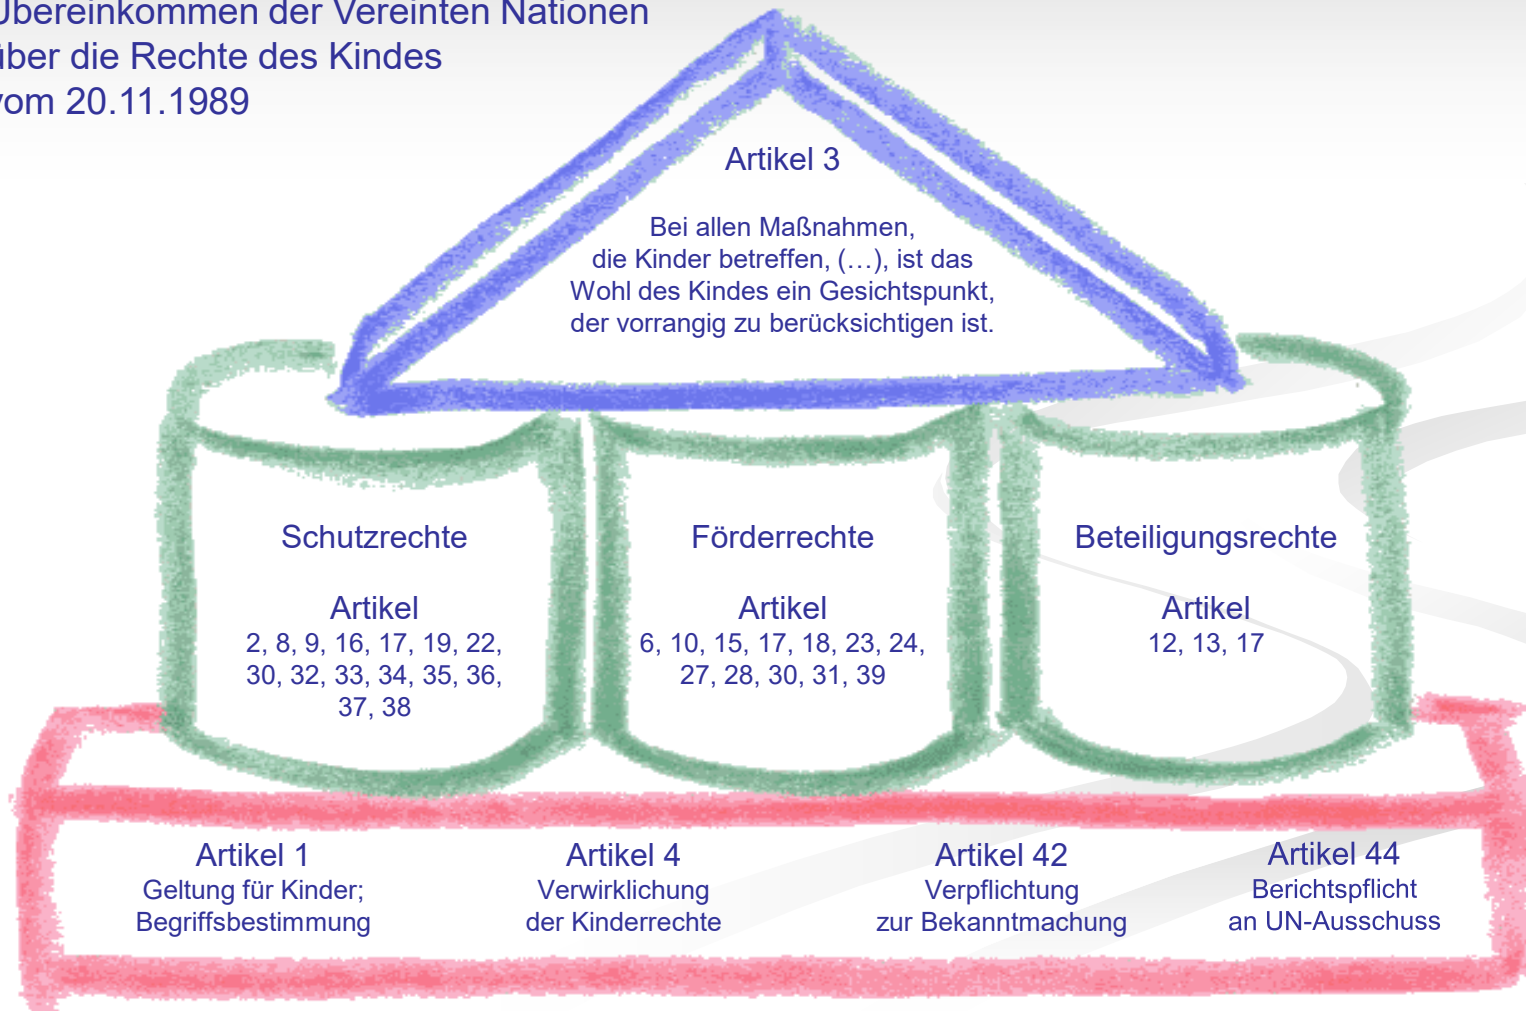 Übereinkommen der Vereinten Nationen
über die Rechte des Kindes
vom 20.11.1989
Artikel 3
Bei allen Maßnahmen,
die Kinder betreffen, (…), ist das
Wohl des Kindes ein Gesichtspunkt,
der vorrangig zu berücksichtigen ist.
Schutzrechte
Artikel
2, 8, 9, 16, 17, 19, 22,
30, 32, 33, 34, 35, 36,
37, 38
Förderrechte
Artikel
6, 10, 15, 17, 18, 23, 24,
27, 28, 30, 31, 39
Beteiligungsrechte
Artikel
12, 13, 17
Artikel 1
Geltung für Kinder;
Begriffsbestimmung
Artikel 4
Verwirklichung
der Kinderrechte
Artikel 42
Verpflichtung
zur Bekanntmachung
Artikel 44
Berichtspflicht
an UN-Ausschuss